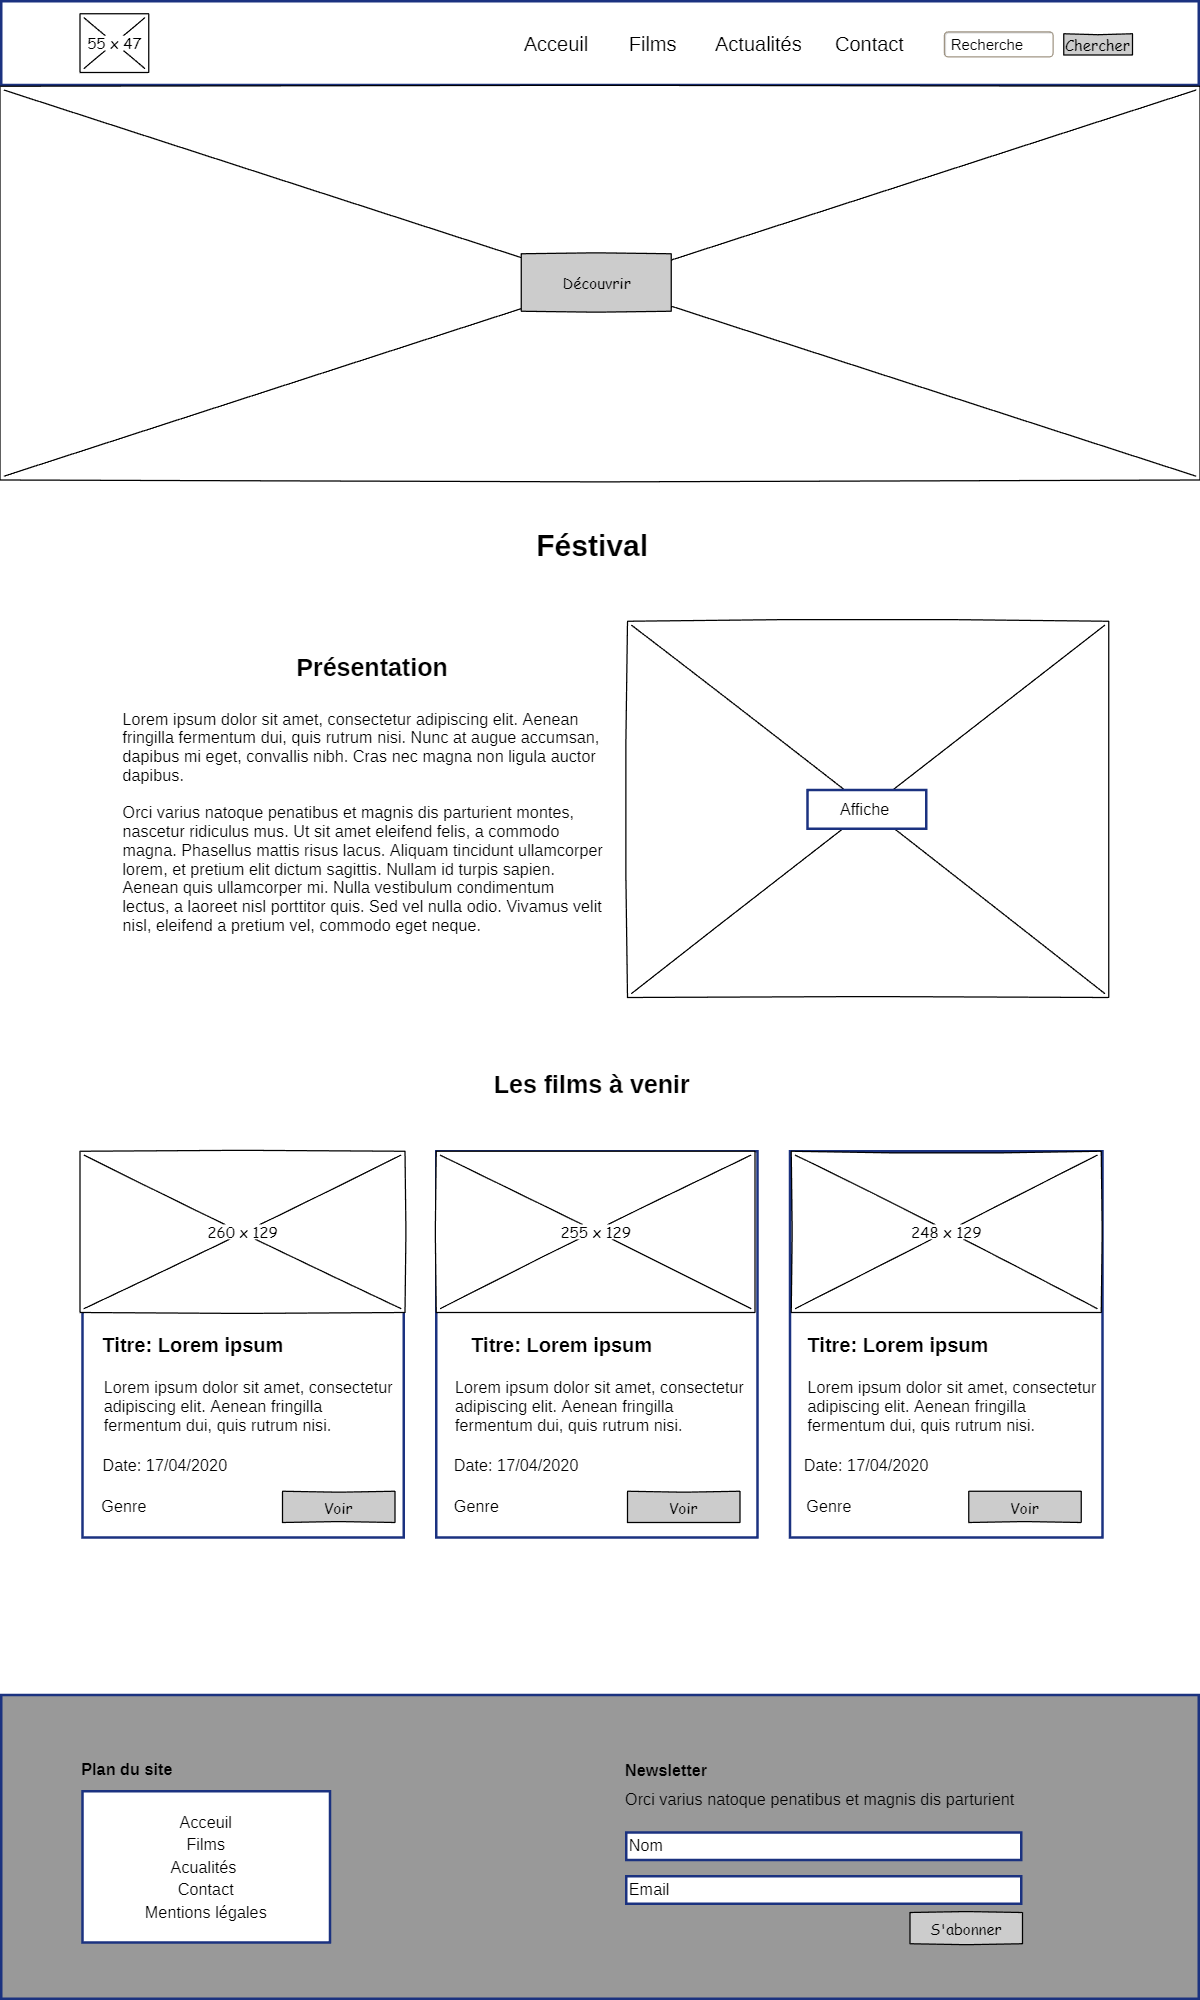 55 x 47
Acceuil
Films
Actualités
Contact
Recherche
Chercher
Découvrir
Féstival
Présentation
Lorem ipsum dolor sit amet, consectetur adipiscing elit. Aenean
fringilla fermentum dui, quis rutrum nisi. Nunc at augue accumsan,
dapibus mi eget, convallis nibh. Cras nec magna non ligula auctor
dapibus.
Orci varius natoque penatibus et magnis dis parturient montes,
nascetur ridiculus mus. Ut sit amet eleifend felis, a commodo
magna. Phasellus mattis risus lacus. Aliquam tincidunt ullamcorper
lorem, et pretium elit dictum sagittis. Nullam id turpis sapien.
Aenean quis ullamcorper mi. Nulla vestibulum condimentum
lectus, a laoreet nisl porttitor quis. Sed vel nulla odio. Vivamus velit
nisl, eleifend a pretium vel, commodo eget neque.
Affiche
Les films à venir
260 x 129
Titre: Lorem ipsum
Lorem ipsum dolor sit amet, consectetur
adipiscing elit. Aenean fringilla
fermentum dui, quis rutrum nisi.
Date: 17/04/2020
Genre
Voir
255 x 129
Titre: Lorem ipsum
Lorem ipsum dolor sit amet, consectetur
adipiscing elit. Aenean fringilla
fermentum dui, quis rutrum nisi.
Date: 17/04/2020
Genre
Voir
248 x 129
Titre: Lorem ipsum
Lorem ipsum dolor sit amet, consectetur
adipiscing elit. Aenean fringilla
fermentum dui, quis rutrum nisi.
Date: 17/04/2020
Genre
Voir
Plan du site
Acceuil
Films
Acualités
Contact
Mentions légales
Newsletter
Orci varius natoque penatibus et magnis dis parturient
Nom
Email
S'abonner